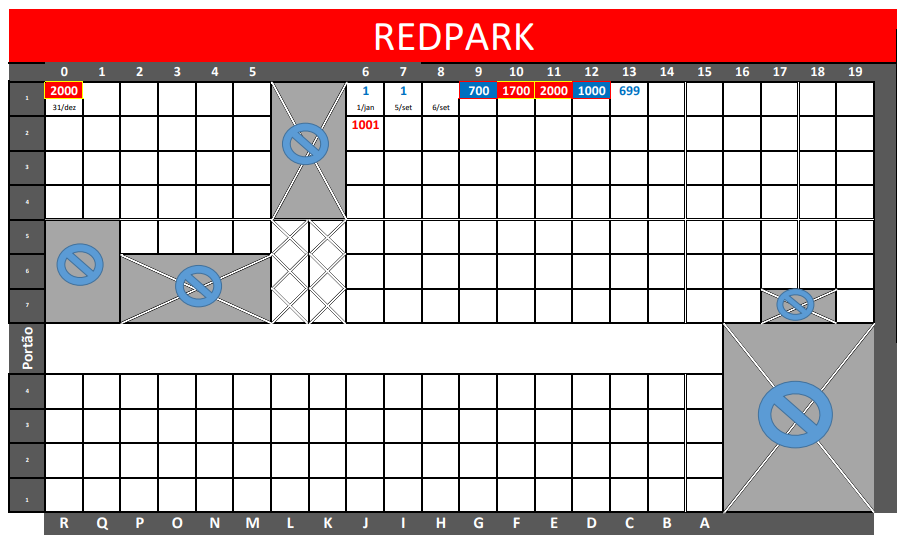 REDPARK
0 1 2 3 4 5 6 7 8 9 10 11 12 13 14 15 16 17 18 19
1 2000 1 1 700 1700 2000 1000 699
31/dez 1/jan 5/set 6/set
2 1001
3
4
5
6
7
Portão
4
3
2
1
R Q P O N M L K J I H G F E D C B A